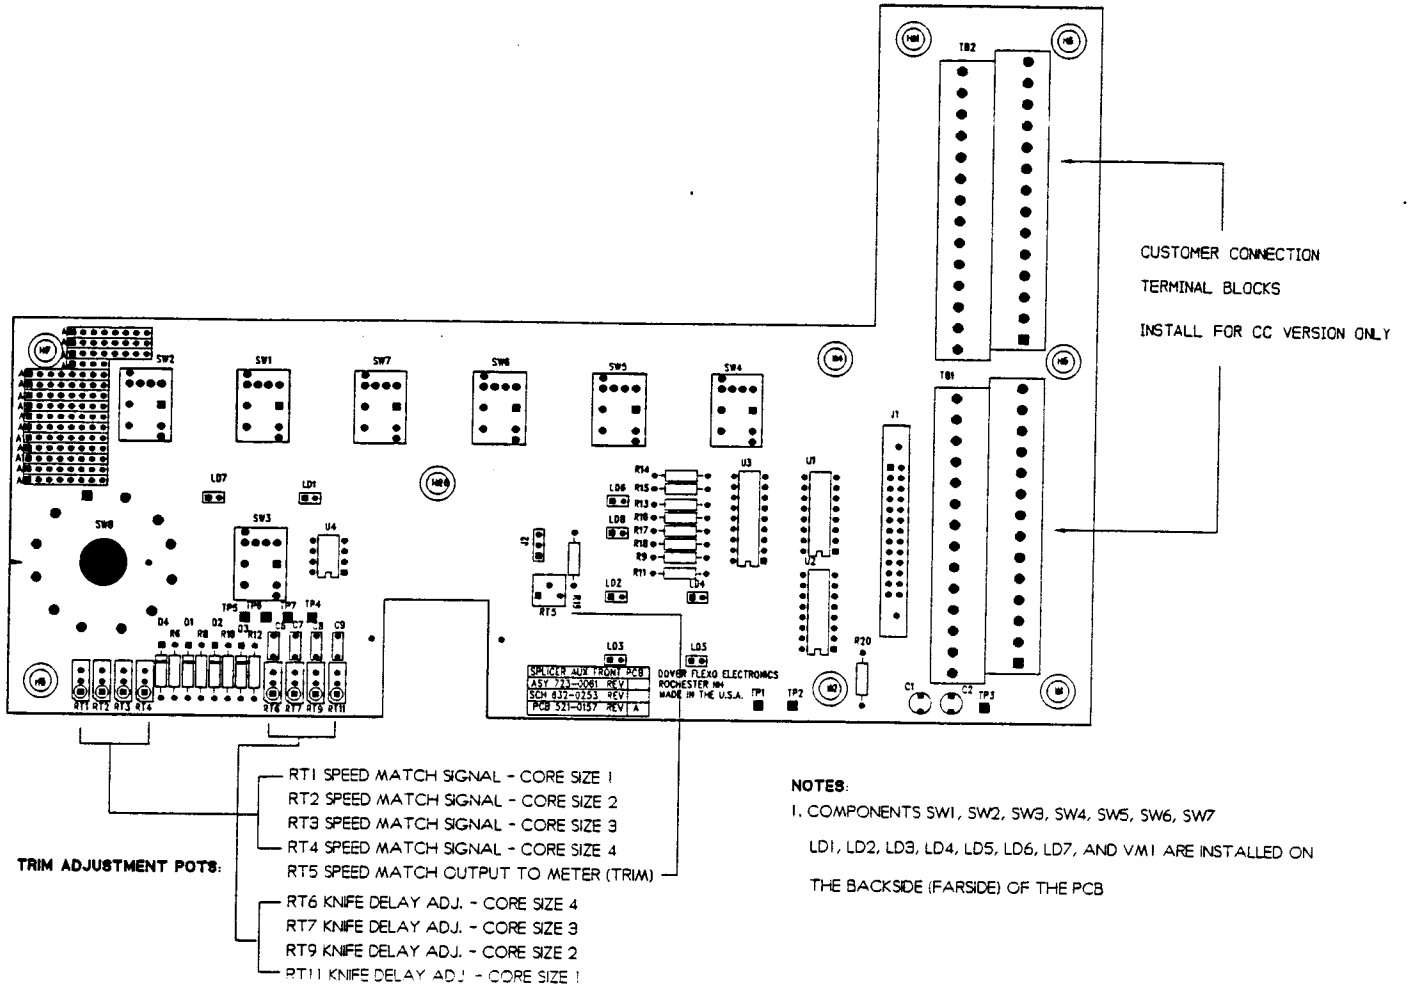 TB2
CUSTOMER CONNECTION
TERMINAL BLOCKS
INSTALL FOR CC VERSION ONLY
SW2 SW1 SW7 SW6 SW5 SW4
TB1
J1
U3 U1
R14
R15
R13
R16
R17
R18
R9
R11
LD7 LD1 LD6
LD8
SW8 SW3 U4
J2
U2
LD2 LD4
RT5 R19
TP5 TP6 TP7 TP4
D4 R6 D1 R8 D2 R10 D3 R12 C6 C7 C8 C9
LD3 LD5
R20
RT1 RT2 RT3 RT4 RT6 RT7 RT9 RT11
SPLICER AUX FRONT PCB
ASY 723-0061 REV
SCH 832-0253 REV
PCB 521-0157 REV A
DOVER FLEXO ELECTRONICS
ROCHESTER NH
MADE IN THE U.S.A.
TP1 TP2 C1 C2 TP3
RT1 SPEED MATCH SIGNAL - CORE SIZE 1
RT2 SPEED MATCH SIGNAL - CORE SIZE 2
RT3 SPEED MATCH SIGNAL - CORE SIZE 3
RT4 SPEED MATCH SIGNAL - CORE SIZE 4
TRIM ADJUSTMENT POTS:
RT5 SPEED MATCH OUTPUT TO METER (TRIM)
RT6 KNIFE DELAY ADJ. - CORE SIZE 4
RT7 KNIFE DELAY ADJ. - CORE SIZE 3
RT9 KNIFE DELAY ADJ. - CORE SIZE 2
RT11 KNIFE DELAY ADJ. - CORE SIZE 1
NOTES:
1. COMPONENTS SW1, SW2, SW3, SW4, SW5, SW6, SW7
LD1, LD2, LD3, LD4, LD5, LD6, LD7, AND VM1 ARE INSTALLED ON
THE BACKSIDE (FARSIDE) OF THE PCB